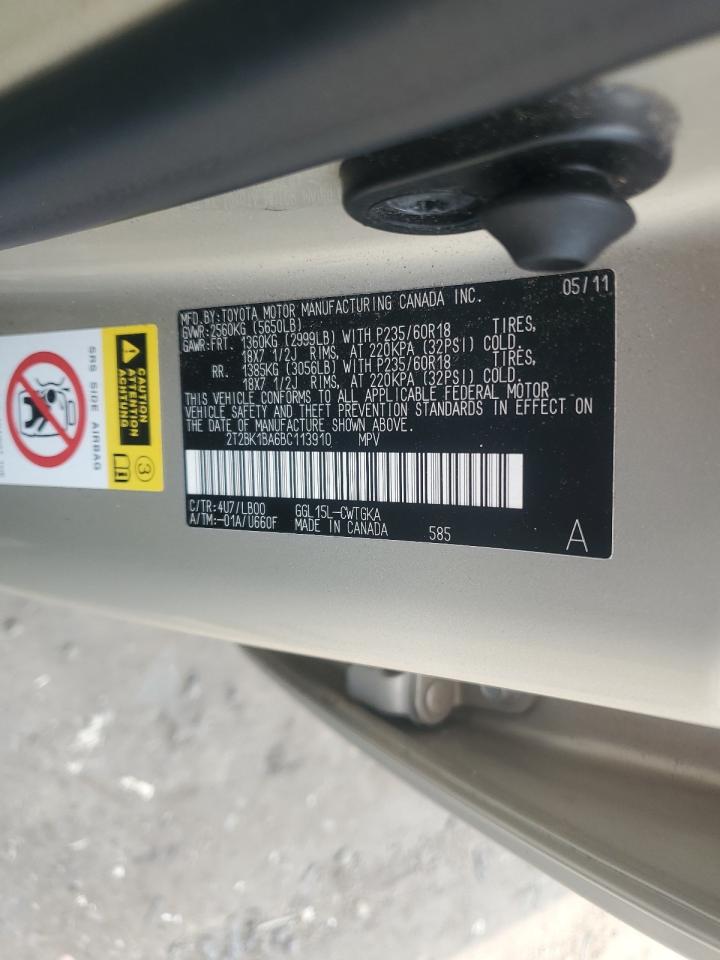 MFD.BY:TOYOTA MOTOR MANUFACTURING CANADA INC. 05/11
GVWR:2560KG (5650LB)
GAWR:FRT. 1360KG (2999LB) WITH P235/60R18 TIRES,
18X7 1/2J RIMS, AT 220KPA (32PSI) COLD.
RR. 1385KG (3056LB) WITH P235/60R18 TIRES,
18X7 1/2J RIMS, AT 220KPA (32PSI) COLD.
THIS VEHICLE CONFORMS TO ALL APPLICABLE FEDERAL MOTOR
VEHICLE SAFETY AND THEFT PREVENTION STANDARDS IN EFFECT ON
THE DATE OF MANUFACTURE SHOWN ABOVE.
2T2BK1BA6BC113910 MPV
C/TR:4U7/LB00 GGL15L-CWTGKA
A/TM:-01A/U660F MADE IN CANADA 585 A
CAUTION
ATTENTION
ACHTUNG
3
SRS SIDE AIRBAG